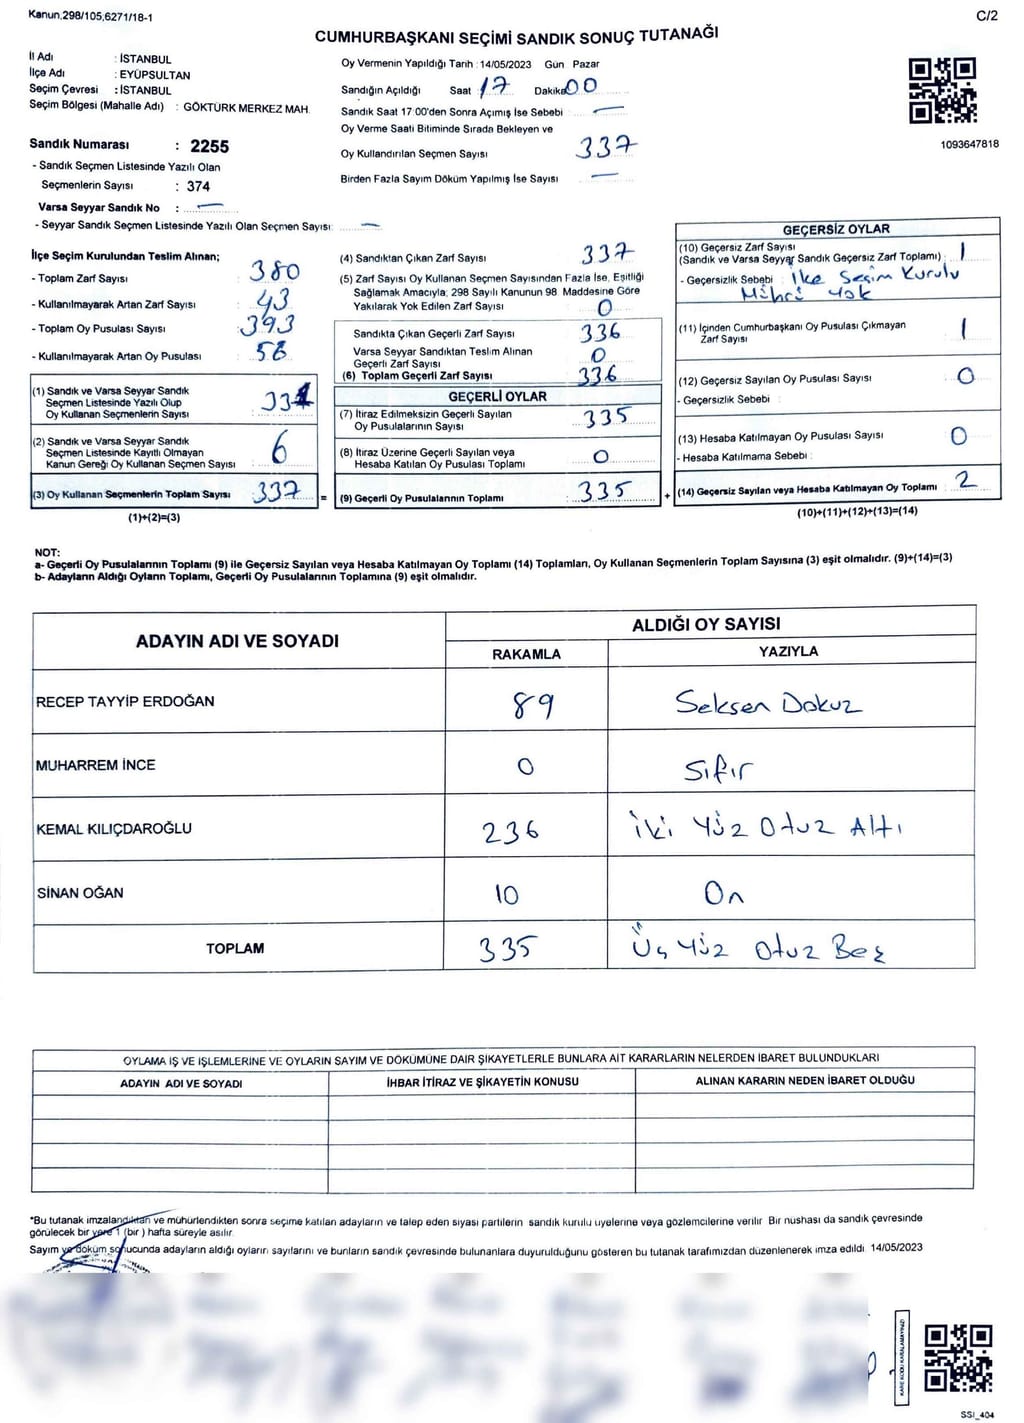 Kanun.298/105,6271/18-1
C/2
CUMHURBAŞKANI SEÇİMİ SANDIK SONUÇ TUTANAĞI
İl Adı : İSTANBUL
İlçe Adı : EYÜPSULTAN
Seçim Çevresi : İSTANBUL
Seçim Bölgesi (Mahalle Adı) : GÖKTÜRK MERKEZ MAH.
Sandık Numarası : 2255
- Sandık Seçmen Listesinde Yazılı Olan
Seçmenlerin Sayısı : 374
Varsa Seyyar Sandık No : —
- Seyyar Sandık Seçmen Listesinde Yazılı Olan Seçmen Sayısı: —
Oy Vermenin Yapıldığı Tarih : 14/05/2023 Gün Pazar
Sandığın Açıldığı Saat 17 Dakika 00
Sandık Saat 17:00'den Sonra Açımış İse Sebebi : —
Oy Verme Saati Bitiminde Sırada Bekleyen ve
Oy Kullandırılan Seçmen Sayısı 337
Birden Fazla Sayım Döküm Yapılmış İse Sayısı —
1093647818
İlçe Seçim Kurulundan Teslim Alınan;
- Toplam Zarf Sayısı : 380
- Kullanılmayarak Artan Zarf Sayısı : 43
- Toplam Oy Pusulası Sayısı : 393
- Kullanılmayarak Artan Oy Pusulası : 56
(1) Sandık ve Varsa Seyyar Sandık
Seçmen Listesinde Yazılı Olup
Oy Kullanan Seçmenlerin Sayısı : 331
(2) Sandık ve Varsa Seyyar Sandık
Seçmen Listesinde Kayıtlı Olmayan
Kanun Gereği Oy Kullanan Seçmen Sayısı : 6
(3) Oy Kullanan Seçmenlerin Toplam Sayısı : 337
(1)+(2)=(3)
(4) Sandıktan Çıkan Zarf Sayısı : 337
(5) Zarf Sayısı Oy Kullanan Seçmen Sayısından Fazla İse, Eşitliği
Sağlamak Amacıyla; 298 Sayılı Kanunun 98 Maddesine Göre
Yakılarak Yok Edilen Zarf Sayısı : 0
Sandıkta Çıkan Geçerli Zarf Sayısı : 336
Varsa Seyyar Sandıktan Teslim Alınan
Geçerli Zarf Sayısı : 0
(6) Toplam Geçerli Zarf Sayısı : 336
GEÇERLİ OYLAR
(7) İtiraz Edilmeksizin Geçerli Sayılan
Oy Pusulalarının Sayısı : 335
(8) İtiraz Üzerine Geçerli Sayılan veya
Hesaba Katılan Oy Pusulası Toplamı : 0
= (9) Geçerli Oy Pusulalarının Toplamı : 335
GEÇERSİZ OYLAR
(10) Geçersiz Zarf Sayısı
(Sandık ve Varsa Seyyar Sandık Geçersiz Zarf Toplamı) : 1
- Geçersizlik Sebebi : İlçe Seçim Kurulu
Mührü Yok
(11) İçinden Cumhurbaşkanı Oy Pusulası Çıkmayan
Zarf Sayısı : 1
(12) Geçersiz Sayılan Oy Pusulası Sayısı : 0
- Geçersizlik Sebebi :
(13) Hesaba Katılmayan Oy Pusulası Sayısı : 0
- Hesaba Katılmama Sebebi :
+ (14) Geçersiz Sayılan veya Hesaba Katılmayan Oy Toplamı : 2
(10)+(11)+(12)+(13)=(14)
NOT:
a- Geçerli Oy Pusulalarının Toplamı (9) ile Geçersiz Sayılan veya Hesaba Katılmayan Oy Toplamı (14) Toplamları, Oy Kullanan Seçmenlerin Toplam Sayısına (3) eşit olmalıdır. (9)+(14)=(3)
b- Adayların Aldığı Oyların Toplamı, Geçerli Oy Pusulalarının Toplamına (9) eşit olmalıdır.
ADAYIN ADI VE SOYADI ALDIĞI OY SAYISI
RAKAMLA YAZIYLA
RECEP TAYYİP ERDOĞAN 89 Seksen Dokuz
MUHARREM İNCE 0 Sıfır
KEMAL KILIÇDAROĞLU 236 İki Yüz Otuz Altı
SİNAN OĞAN 10 On
TOPLAM 335 Üç Yüz Otuz Beş
OYLAMA İŞ VE İŞLEMLERİNE VE OYLARIN SAYIM VE DÖKÜMÜNE DAİR ŞİKAYETLERLE BUNLARA AİT KARARLARIN NELERDEN İBARET BULUNDUKLARI
ADAYIN ADI VE SOYADI İHBAR İTİRAZ VE ŞİKAYETİN KONUSU ALINAN KARARIN NEDEN İBARET OLDUĞU
*Bu tutanak imzalandıktan ve mühürlendikten sonra seçime katılan adayların ve talep eden siyasi partilerin sandık kurulu üyelerine veya gözlemcilerine verilir Bir nushası da sandık çevresinde
görülecek bir yere 1 (bir) hafta süreyle asılır.
Sayım ve döküm sonucunda adayların aldığı oyların sayılarını ve bunların sandık çevresinde bulunanlara duyurulduğunu gösteren bu tutanak tarafımızdan düzenlenerek imza edildi 14/05/2023
KARE KODU KARALAMAYINIZ!
SSI_404